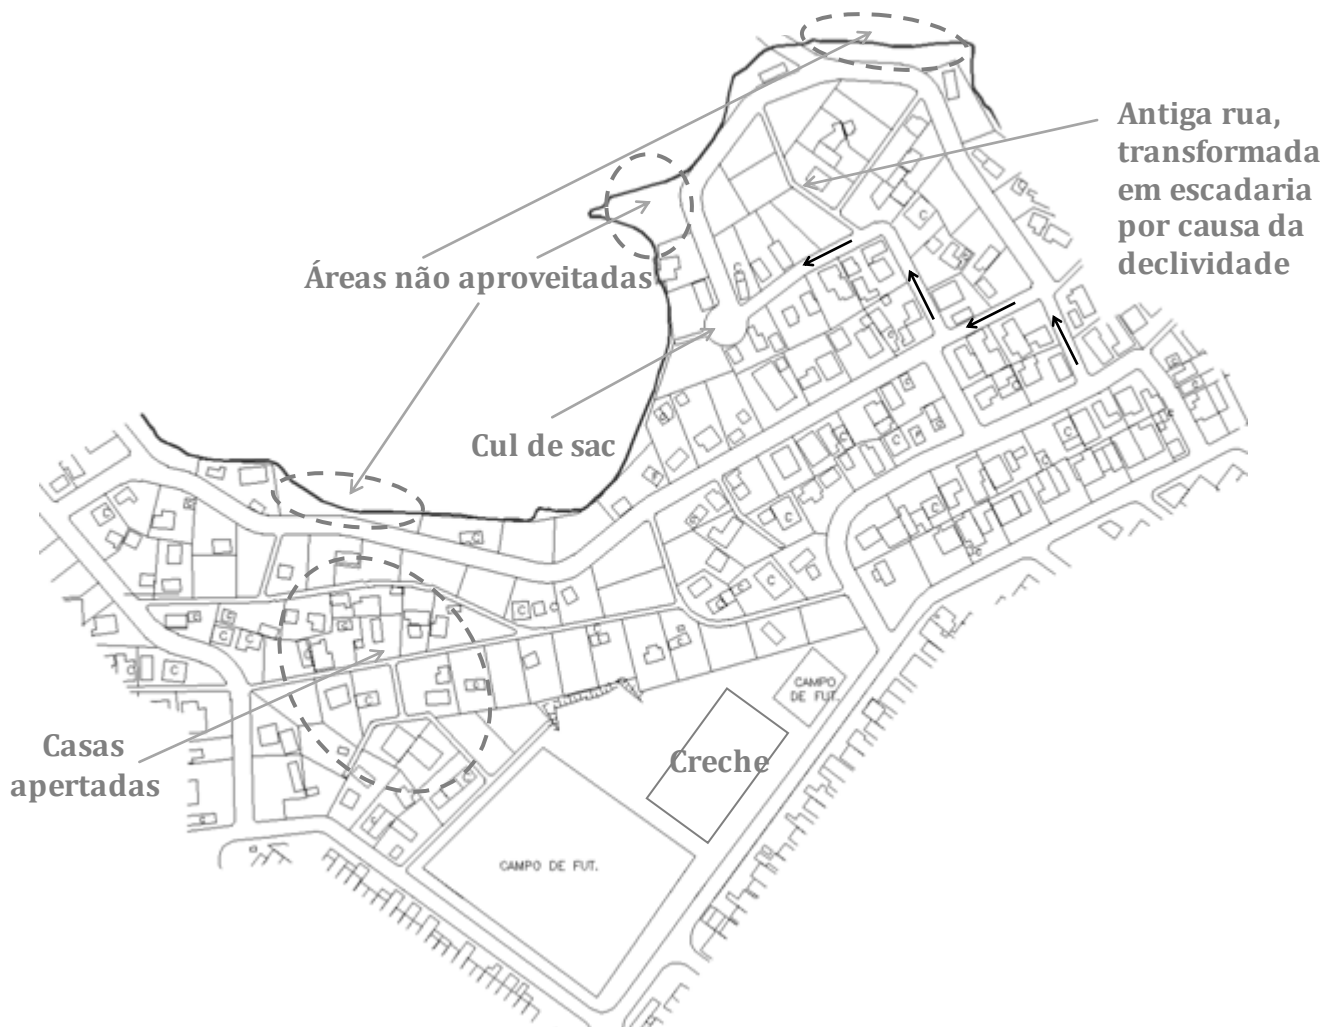 Antiga rua,
transformada
em escadaria
por causa da
declividade
Áreas não aproveitadas
Cul de sac
Casas
apertadas
CAMPO
DE FUT.
Creche
CAMPO DE FUT.